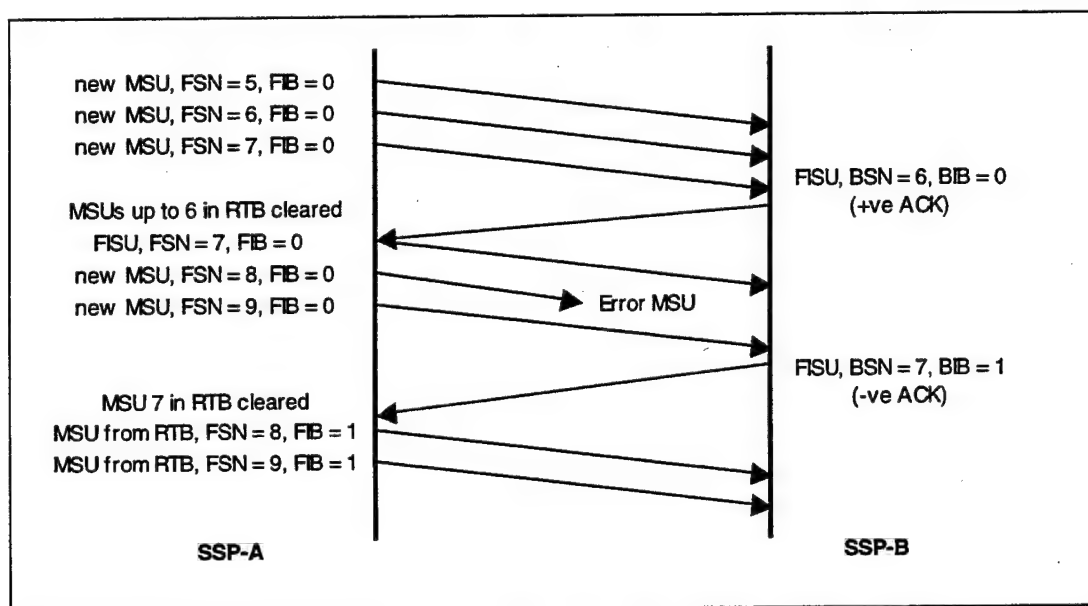 new MSU, FSN = 5, FIB = 0
new MSU, FSN = 6, FIB = 0
new MSU, FSN = 7, FIB = 0
FISU, BSN = 6, BIB = 0
(+ve ACK)
MSUs up to 6 in RTB cleared
FISU, FSN = 7, FIB = 0
new MSU, FSN = 8, FIB = 0
new MSU, FSN = 9, FIB = 0
Error MSU
FISU, BSN = 7, BIB = 1
(-ve ACK)
MSU 7 in RTB cleared
MSU from RTB, FSN = 8, FIB = 1
MSU from RTB, FSN = 9, FIB = 1
SSP-A
SSP-B